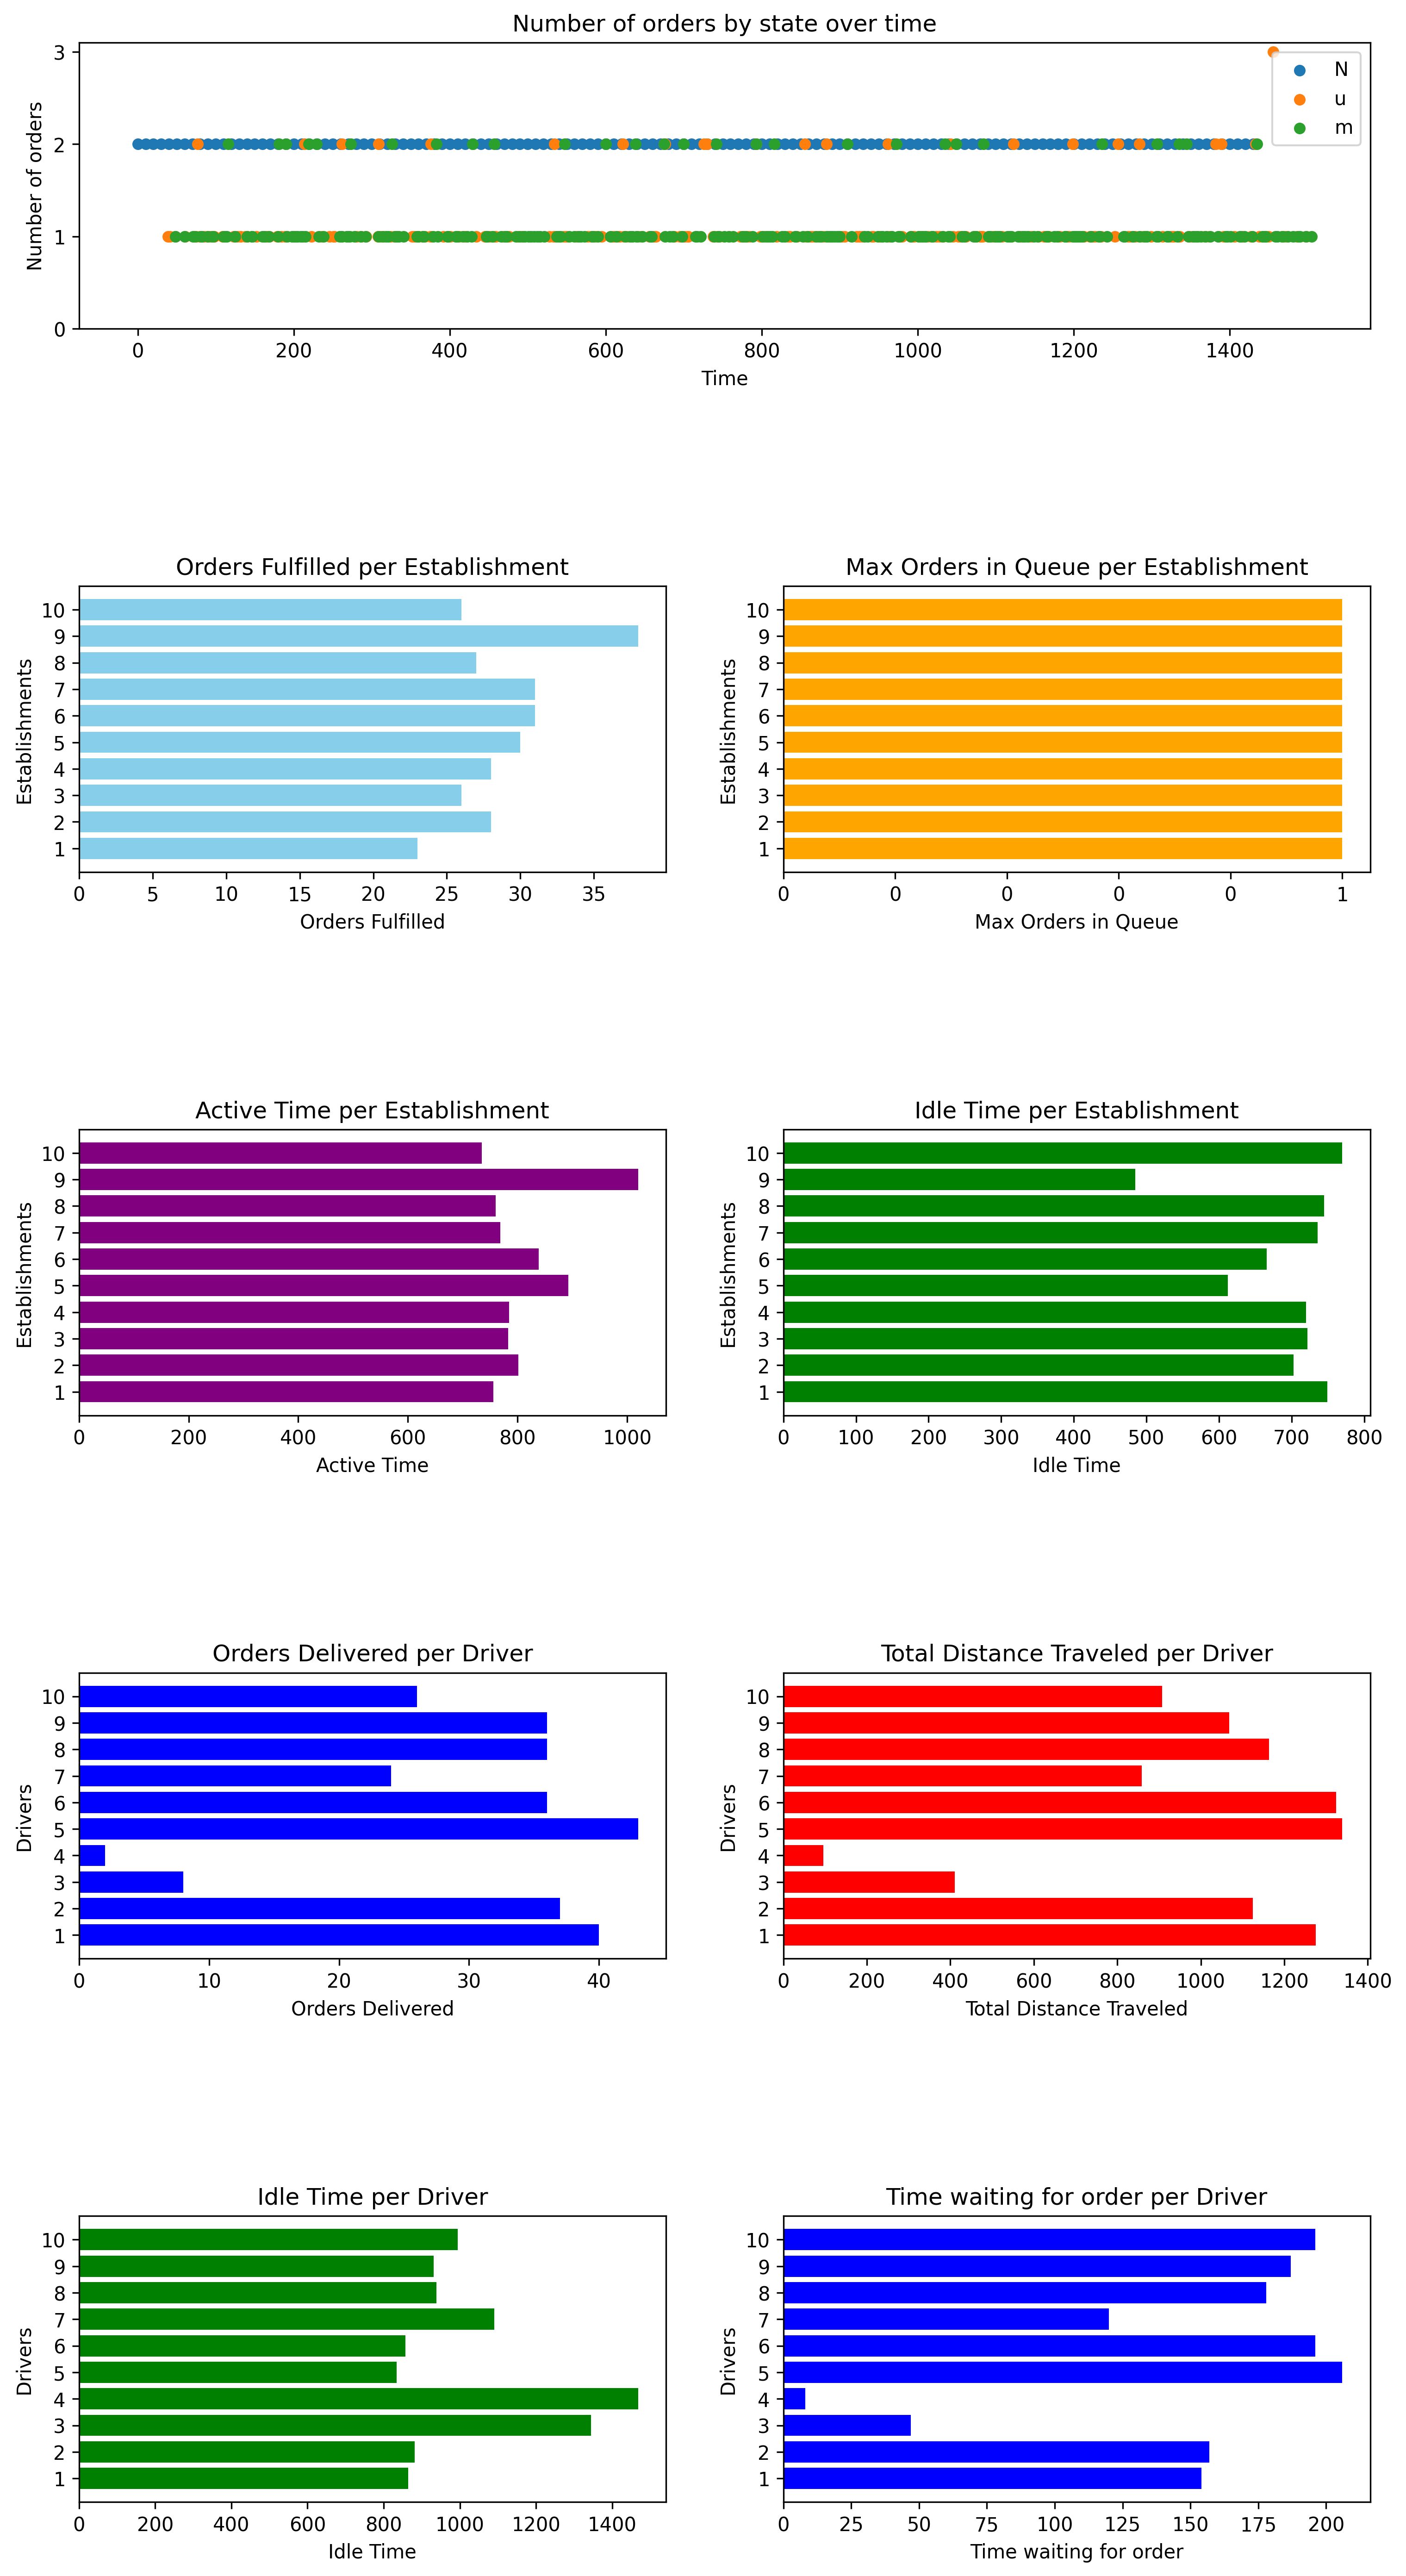 Number of orders by state over time
Number of orders
3
2
1
0
N
u
m
0 200 400 600 800 1000 1200 1400
Time
Orders Fulfilled per Establishment
Establishments
10
9
8
7
6
5
4
3
2
1
0 5 10 15 20 25 30 35
Orders Fulfilled
Max Orders in Queue per Establishment
Establishments
10
9
8
7
6
5
4
3
2
1
0 0 0 0 0 1
Max Orders in Queue
Active Time per Establishment
Establishments
10
9
8
7
6
5
4
3
2
1
0 200 400 600 800 1000
Active Time
Idle Time per Establishment
Establishments
10
9
8
7
6
5
4
3
2
1
0 100 200 300 400 500 600 700 800
Idle Time
Orders Delivered per Driver
Drivers
10
9
8
7
6
5
4
3
2
1
0 10 20 30 40
Orders Delivered
Total Distance Traveled per Driver
Drivers
10
9
8
7
6
5
4
3
2
1
0 200 400 600 800 1000 1200 1400
Total Distance Traveled
Idle Time per Driver
Drivers
10
9
8
7
6
5
4
3
2
1
0 200 400 600 800 1000 1200 1400
Idle Time
Time waiting for order per Driver
Drivers
10
9
8
7
6
5
4
3
2
1
0 25 50 75 100 125 150 175 200
Time waiting for order